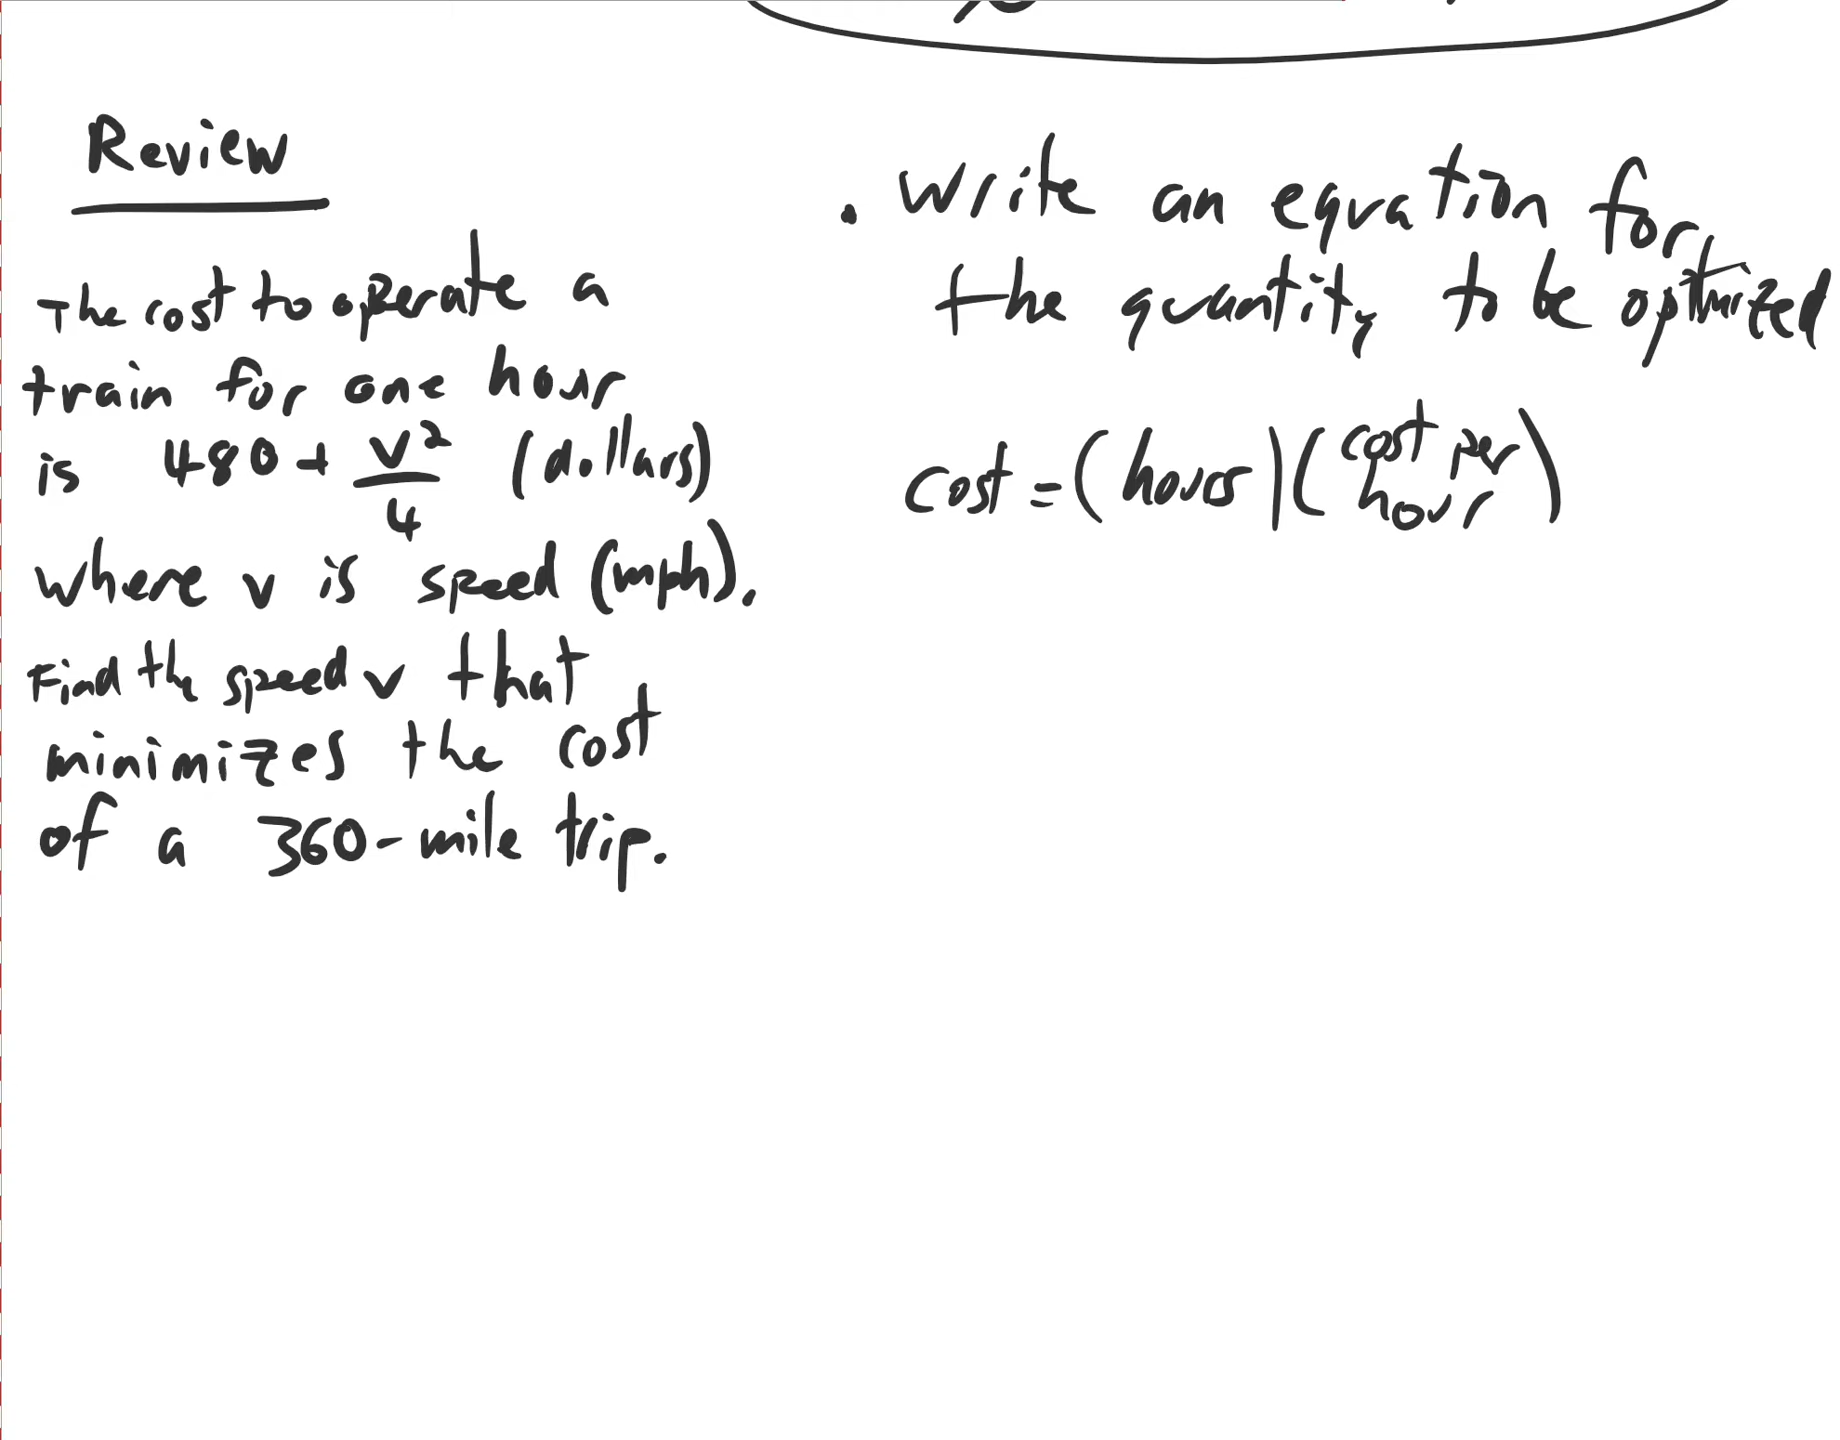 Review
The cost to operate a
train for one hour
is 480 + v²/4 (dollars)
where v is speed (mph).
Find the speed v that
minimizes the cost
of a 360-mile trip.
. Write an equation for
the quantity to be optimized
cost = (hours)(cost per hour)